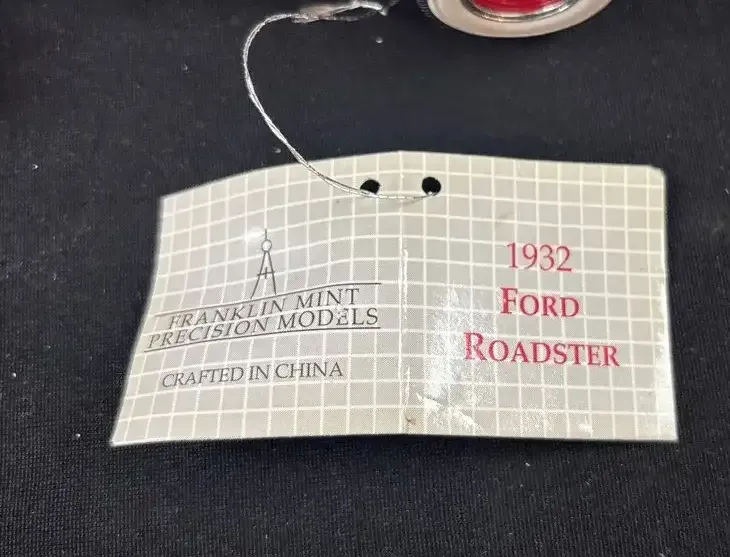 FRANKLIN MINT
PRECISION MODELS
CRAFTED IN CHINA
1932
FORD
ROADSTER